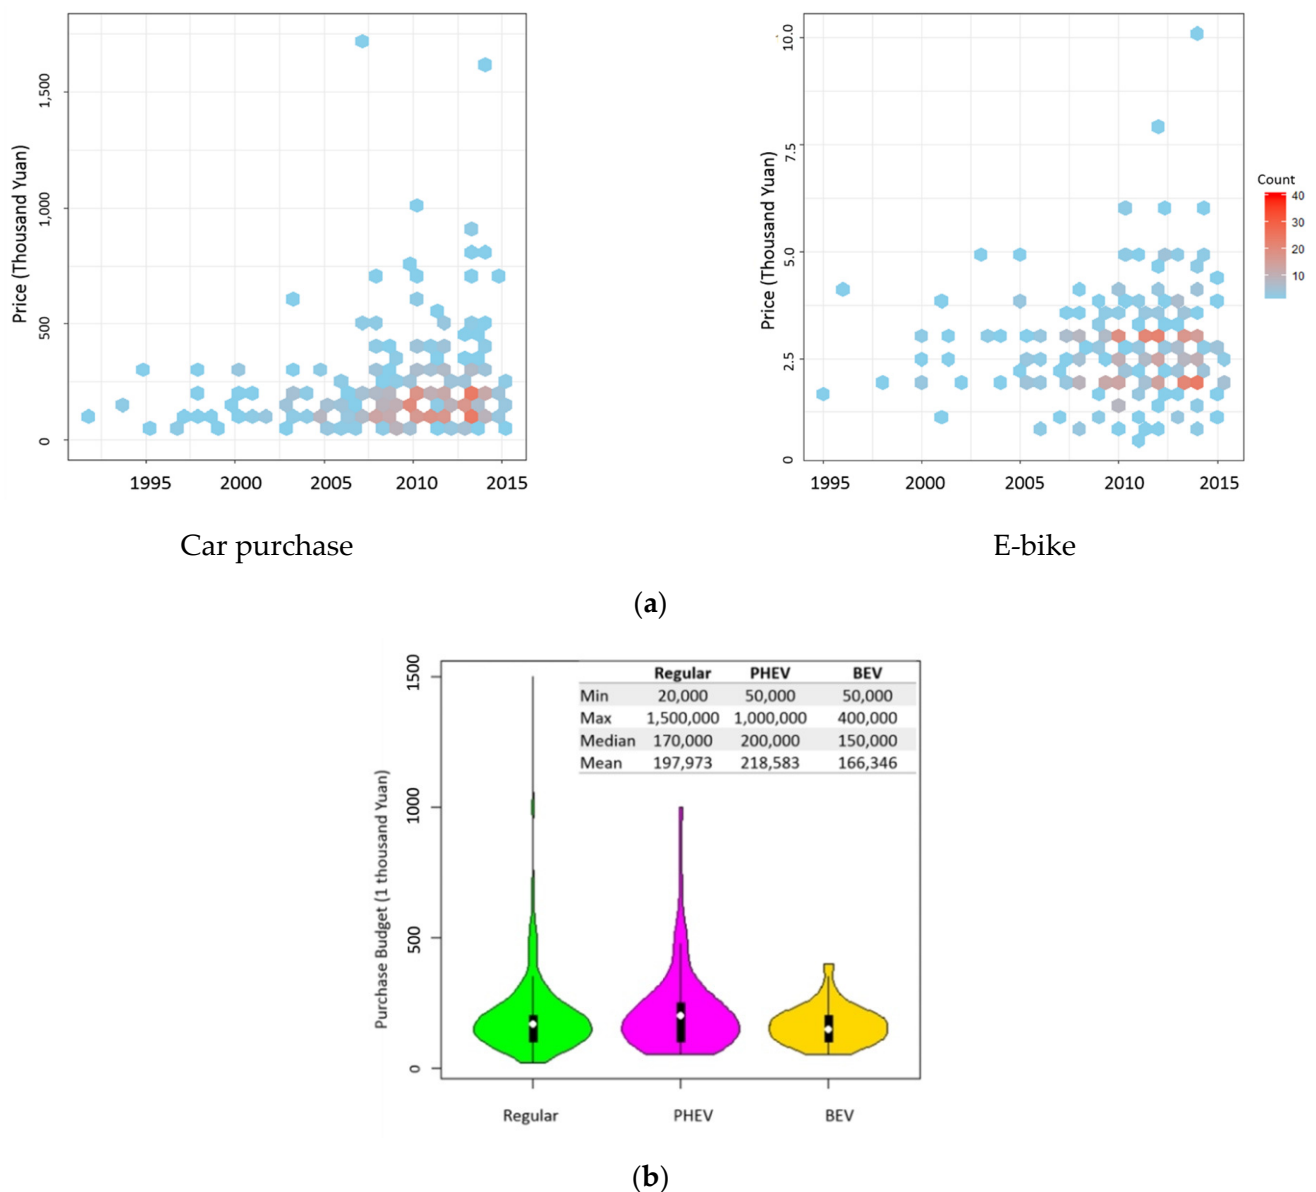 Price (Thousand Yuan)
1,500
1,000
500
0
1995 2000 2005 2010 2015
Car purchase
Price (Thousand Yuan)
10.0
7.5
5.0
2.5
0
1995 2000 2005 2010 2015
E-bike
Count
40
30
20
10
(a)
Purchase Budget (1 thousand Yuan)
1500
1000
500
0
Regular PHEV BEV
Min 20,000 50,000 50,000
Max 1,500,000 1,000,000 400,000
Median 170,000 200,000 150,000
Mean 197,973 218,583 166,346
Regular PHEV BEV
(b)